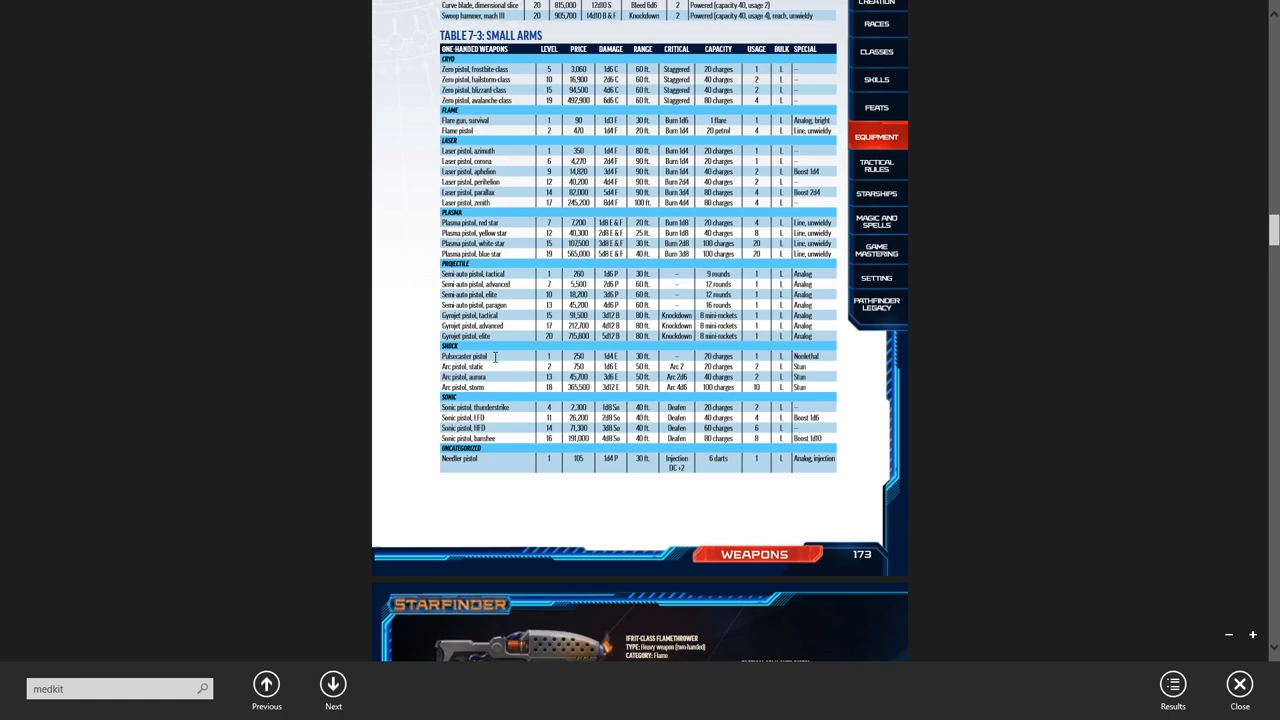 Curve blade, dimensional slice 20 815,000 12d10 S Bleed 6d6 2 Powered (capacity 40, usage 2)
Swoop hammer, mach III 20 905,700 14d10 B & F Knockdown 2 Powered (capacity 40, usage 4), reach, unwieldy
TABLE 7-3: SMALL ARMS
ONE-HANDED WEAPONS LEVEL PRICE DAMAGE RANGE CRITICAL CAPACITY USAGE BULK SPECIAL
CRYO
Zero pistol, frostbite-class 5 3,060 1d6 C 60 ft. Staggered 20 charges 1 L –
Zero pistol, hailstorm-class 10 16,900 2d6 C 60 ft. Staggered 40 charges 2 L –
Zero pistol, blizzard-class 15 94,500 4d6 C 60 ft. Staggered 40 charges 2 L –
Zero pistol, avalanche-class 19 492,900 6d6 C 60 ft. Staggered 80 charges 4 L –
FLAME
Flare gun, survival 1 90 1d3 F 30 ft. Burn 1d6 1 flare 1 L Analog, bright
Flame pistol 2 470 1d4 F 20 ft. Burn 1d4 20 petrol 4 L Line, unwieldy
LASER
Laser pistol, azimuth 1 350 1d4 F 80 ft. Burn 1d4 20 charges 1 L –
Laser pistol, corona 6 4,270 2d4 F 90 ft. Burn 1d4 20 charges 1 L –
Laser pistol, aphelion 9 14,820 3d4 F 90 ft. Burn 1d4 40 charges 2 L Boost 1d4
Laser pistol, perihelion 12 40,200 4d4 F 90 ft. Burn 2d4 40 charges 2 L –
Laser pistol, parallax 14 82,000 5d4 F 90 ft. Burn 3d4 80 charges 4 L Boost 2d4
Laser pistol, zenith 17 245,200 8d4 F 100 ft. Burn 4d4 80 charges 4 L –
PLASMA
Plasma pistol, red star 7 7,200 1d8 E & F 20 ft. Burn 1d8 20 charges 4 L Line, unwieldy
Plasma pistol, yellow star 12 40,300 2d8 E & F 25 ft. Burn 1d8 40 charges 8 L Line, unwieldy
Plasma pistol, white star 15 107,500 3d8 E & F 30 ft. Burn 2d8 100 charges 20 L Line, unwieldy
Plasma pistol, blue star 19 565,000 5d8 E & F 40 ft. Burn 3d8 100 charges 20 L Line, unwieldy
PROJECTILE
Semi-auto pistol, tactical 1 260 1d6 P 30 ft. – 9 rounds 1 L Analog
Semi-auto pistol, advanced 7 5,500 2d6 P 60 ft. – 12 rounds 1 L Analog
Semi-auto pistol, elite 10 18,200 3d6 P 60 ft. – 12 rounds 1 L Analog
Semi-auto pistol, paragon 13 45,200 4d6 P 60 ft. – 16 rounds 1 L Analog
Gyrojet pistol, tactical 15 91,500 3d12 B 80 ft. Knockdown 8 mini-rockets 1 L Analog
Gyrojet pistol, advanced 17 212,700 4d12 B 80 ft. Knockdown 8 mini-rockets 1 L Analog
Gyrojet pistol, elite 20 715,800 5d12 B 80 ft. Knockdown 8 mini-rockets 1 L Analog
SHOCK
Pulsecaster pistol 1 250 1d4 E 30 ft. – 20 charges 1 L Nonlethal
Arc pistol, static 2 750 1d6 E 50 ft. Arc 2 20 charges 2 L Stun
Arc pistol, aurora 13 45,700 3d6 E 50 ft. Arc 2d6 40 charges 2 L Stun
Arc pistol, storm 18 365,500 3d12 E 50 ft. Arc 4d6 100 charges 10 L Stun
SONIC
Sonic pistol, thunderstrike 4 2,300 1d8 So 40 ft. Deafen 20 charges 2 L –
Sonic pistol, LFD 11 26,200 2d8 So 40 ft. Deafen 40 charges 4 L Boost 1d6
Sonic pistol, HFD 14 71,300 3d8 So 40 ft. Deafen 60 charges 6 L –
Sonic pistol, banshee 16 191,000 4d8 So 40 ft. Deafen 80 charges 8 L Boost 1d10
UNCATEGORIZED
Needler pistol 1 105 1d4 P 30 ft. Injection 6 darts 1 L Analog, injection
DC +2
CREATION
RACES
CLASSES
SKILLS
FEATS
EQUIPMENT
TACTICAL
RULES
STARSHIPS
MAGIC AND
SPELLS
GAME
MASTERING
SETTING
PATHFINDER
LEGACY
WEAPONS 173
STARFINDER
IFRIT-CLASS FLAMETHROWER
TYPE: Heavy weapon (two-handed)
CATEGORY: Flame
medkit
Previous
Next
Results
Close